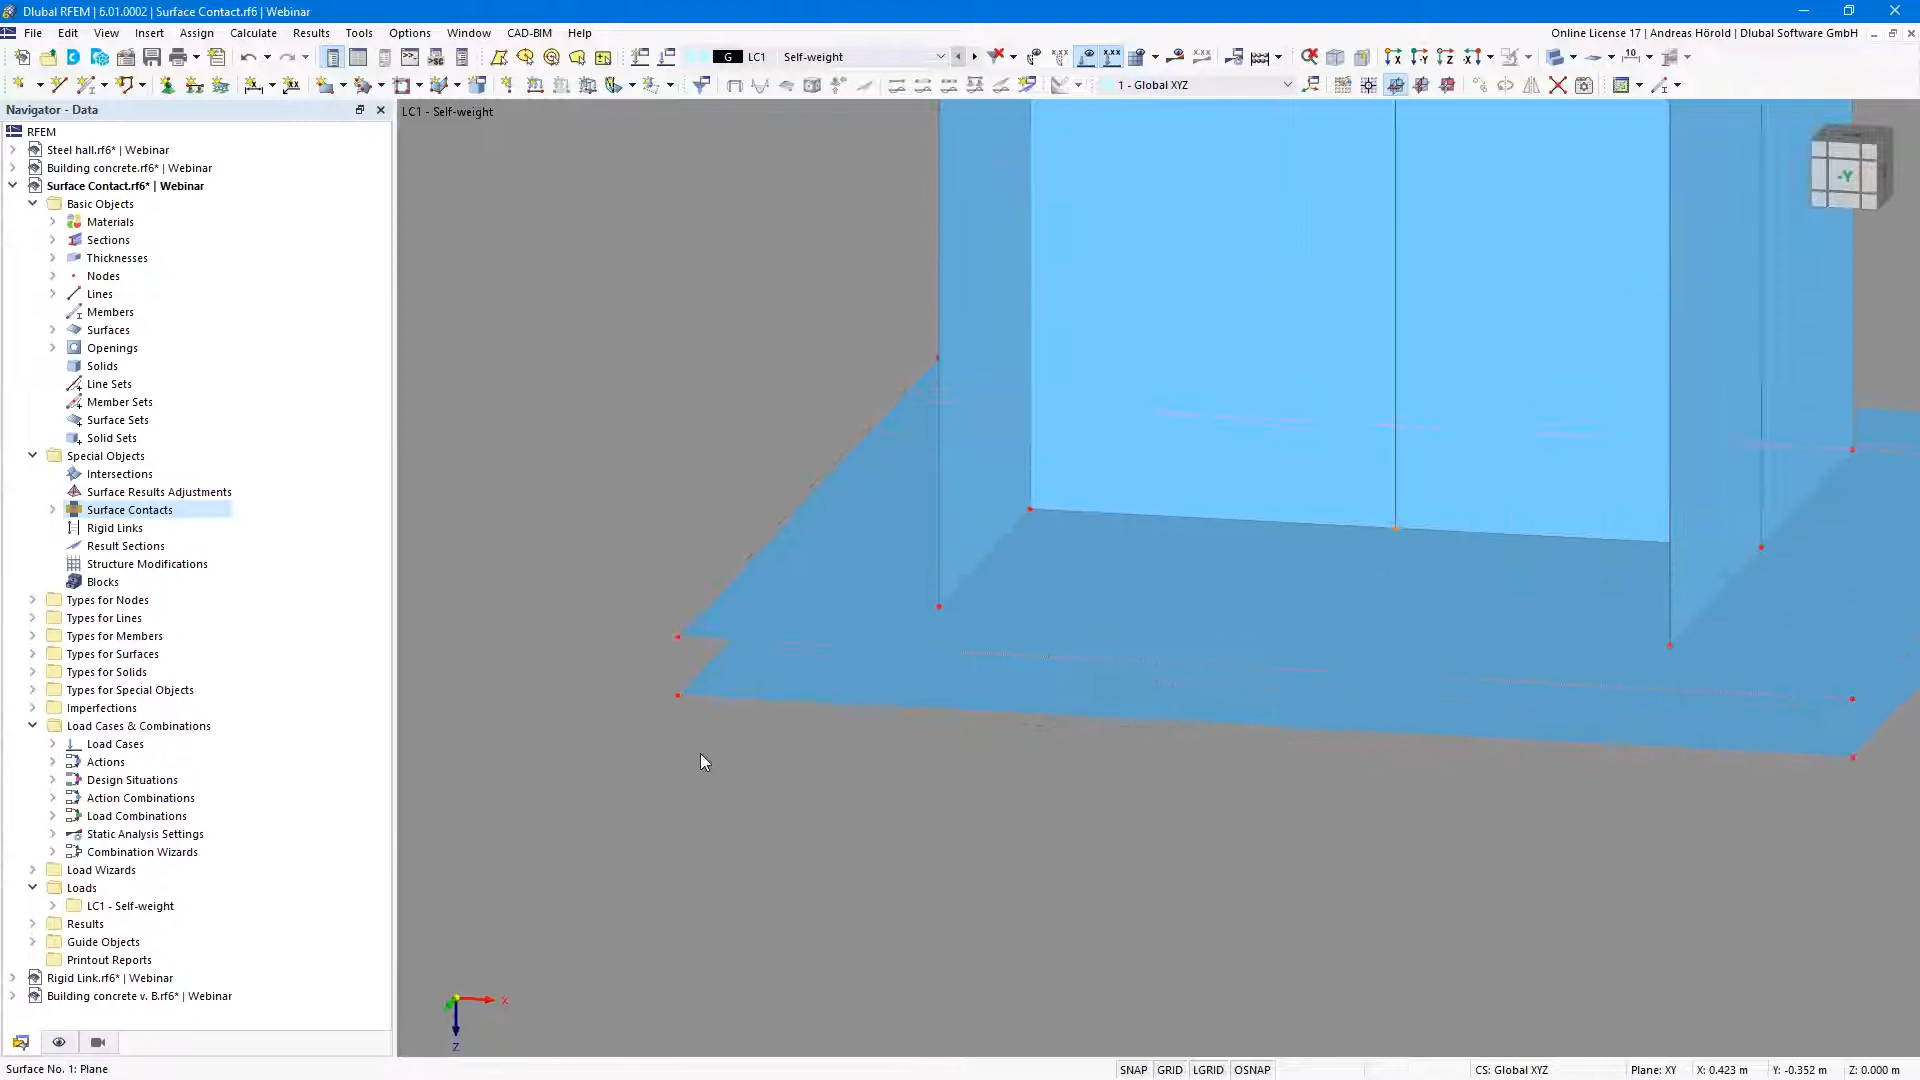 Dlubal RFEM | 6.01.0002 | Surface Contact.rf6 | Webinar
File Edit View Insert Assign Calculate Results Tools Options Window CAD-BIM Help
Online License 17 | Andreas Hörold | Dlubal Software GmbH
G LC1 Self-weight
1 - Global XYZ
Navigator - Data
LC1 - Self-weight
RFEM
Steel hall.rf6* | Webinar
Building concrete.rf6* | Webinar
Surface Contact.rf6* | Webinar
Basic Objects
Materials
Sections
Thicknesses
Nodes
Lines
Members
Surfaces
Openings
Solids
Line Sets
Member Sets
Surface Sets
Solid Sets
Special Objects
Intersections
Surface Results Adjustments
Surface Contacts
Rigid Links
Result Sections
Structure Modifications
Blocks
Types for Nodes
Types for Lines
Types for Members
Types for Surfaces
Types for Solids
Types for Special Objects
Imperfections
Load Cases & Combinations
Load Cases
Actions
Design Situations
Action Combinations
Load Combinations
Static Analysis Settings
Combination Wizards
Load Wizards
Loads
LC1 - Self-weight
Results
Guide Objects
Printout Reports
Rigid Link.rf6* | Webinar
Building concrete v. B.rf6* | Webinar
-Y
X
Z
Surface No. 1: Plane
SNAP GRID LGRID OSNAP
CS: Global XYZ
Plane: XY
X: 0.423 m
Y: -0.352 m
Z: 0.000 m